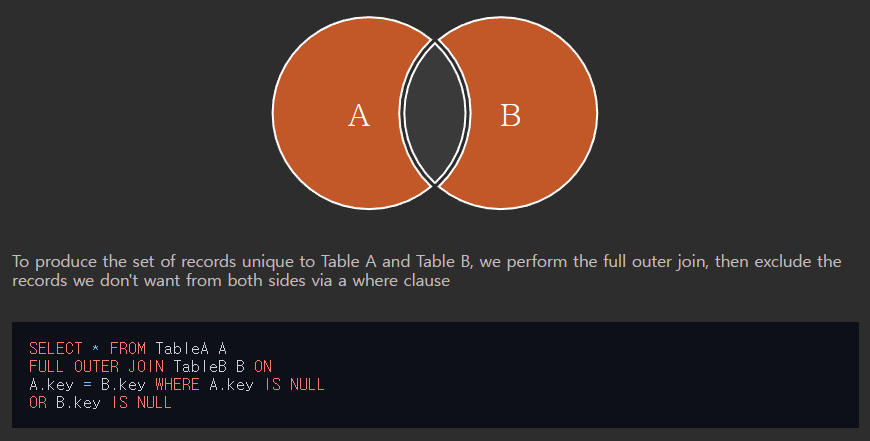 A B
To produce the set of records unique to Table A and Table B, we perform the full outer join, then exclude the
records we don't want from both sides via a where clause
SELECT * FROM TableA A
FULL OUTER JOIN TableB B ON
A.key = B.key WHERE A.key IS NULL
OR B.key IS NULL